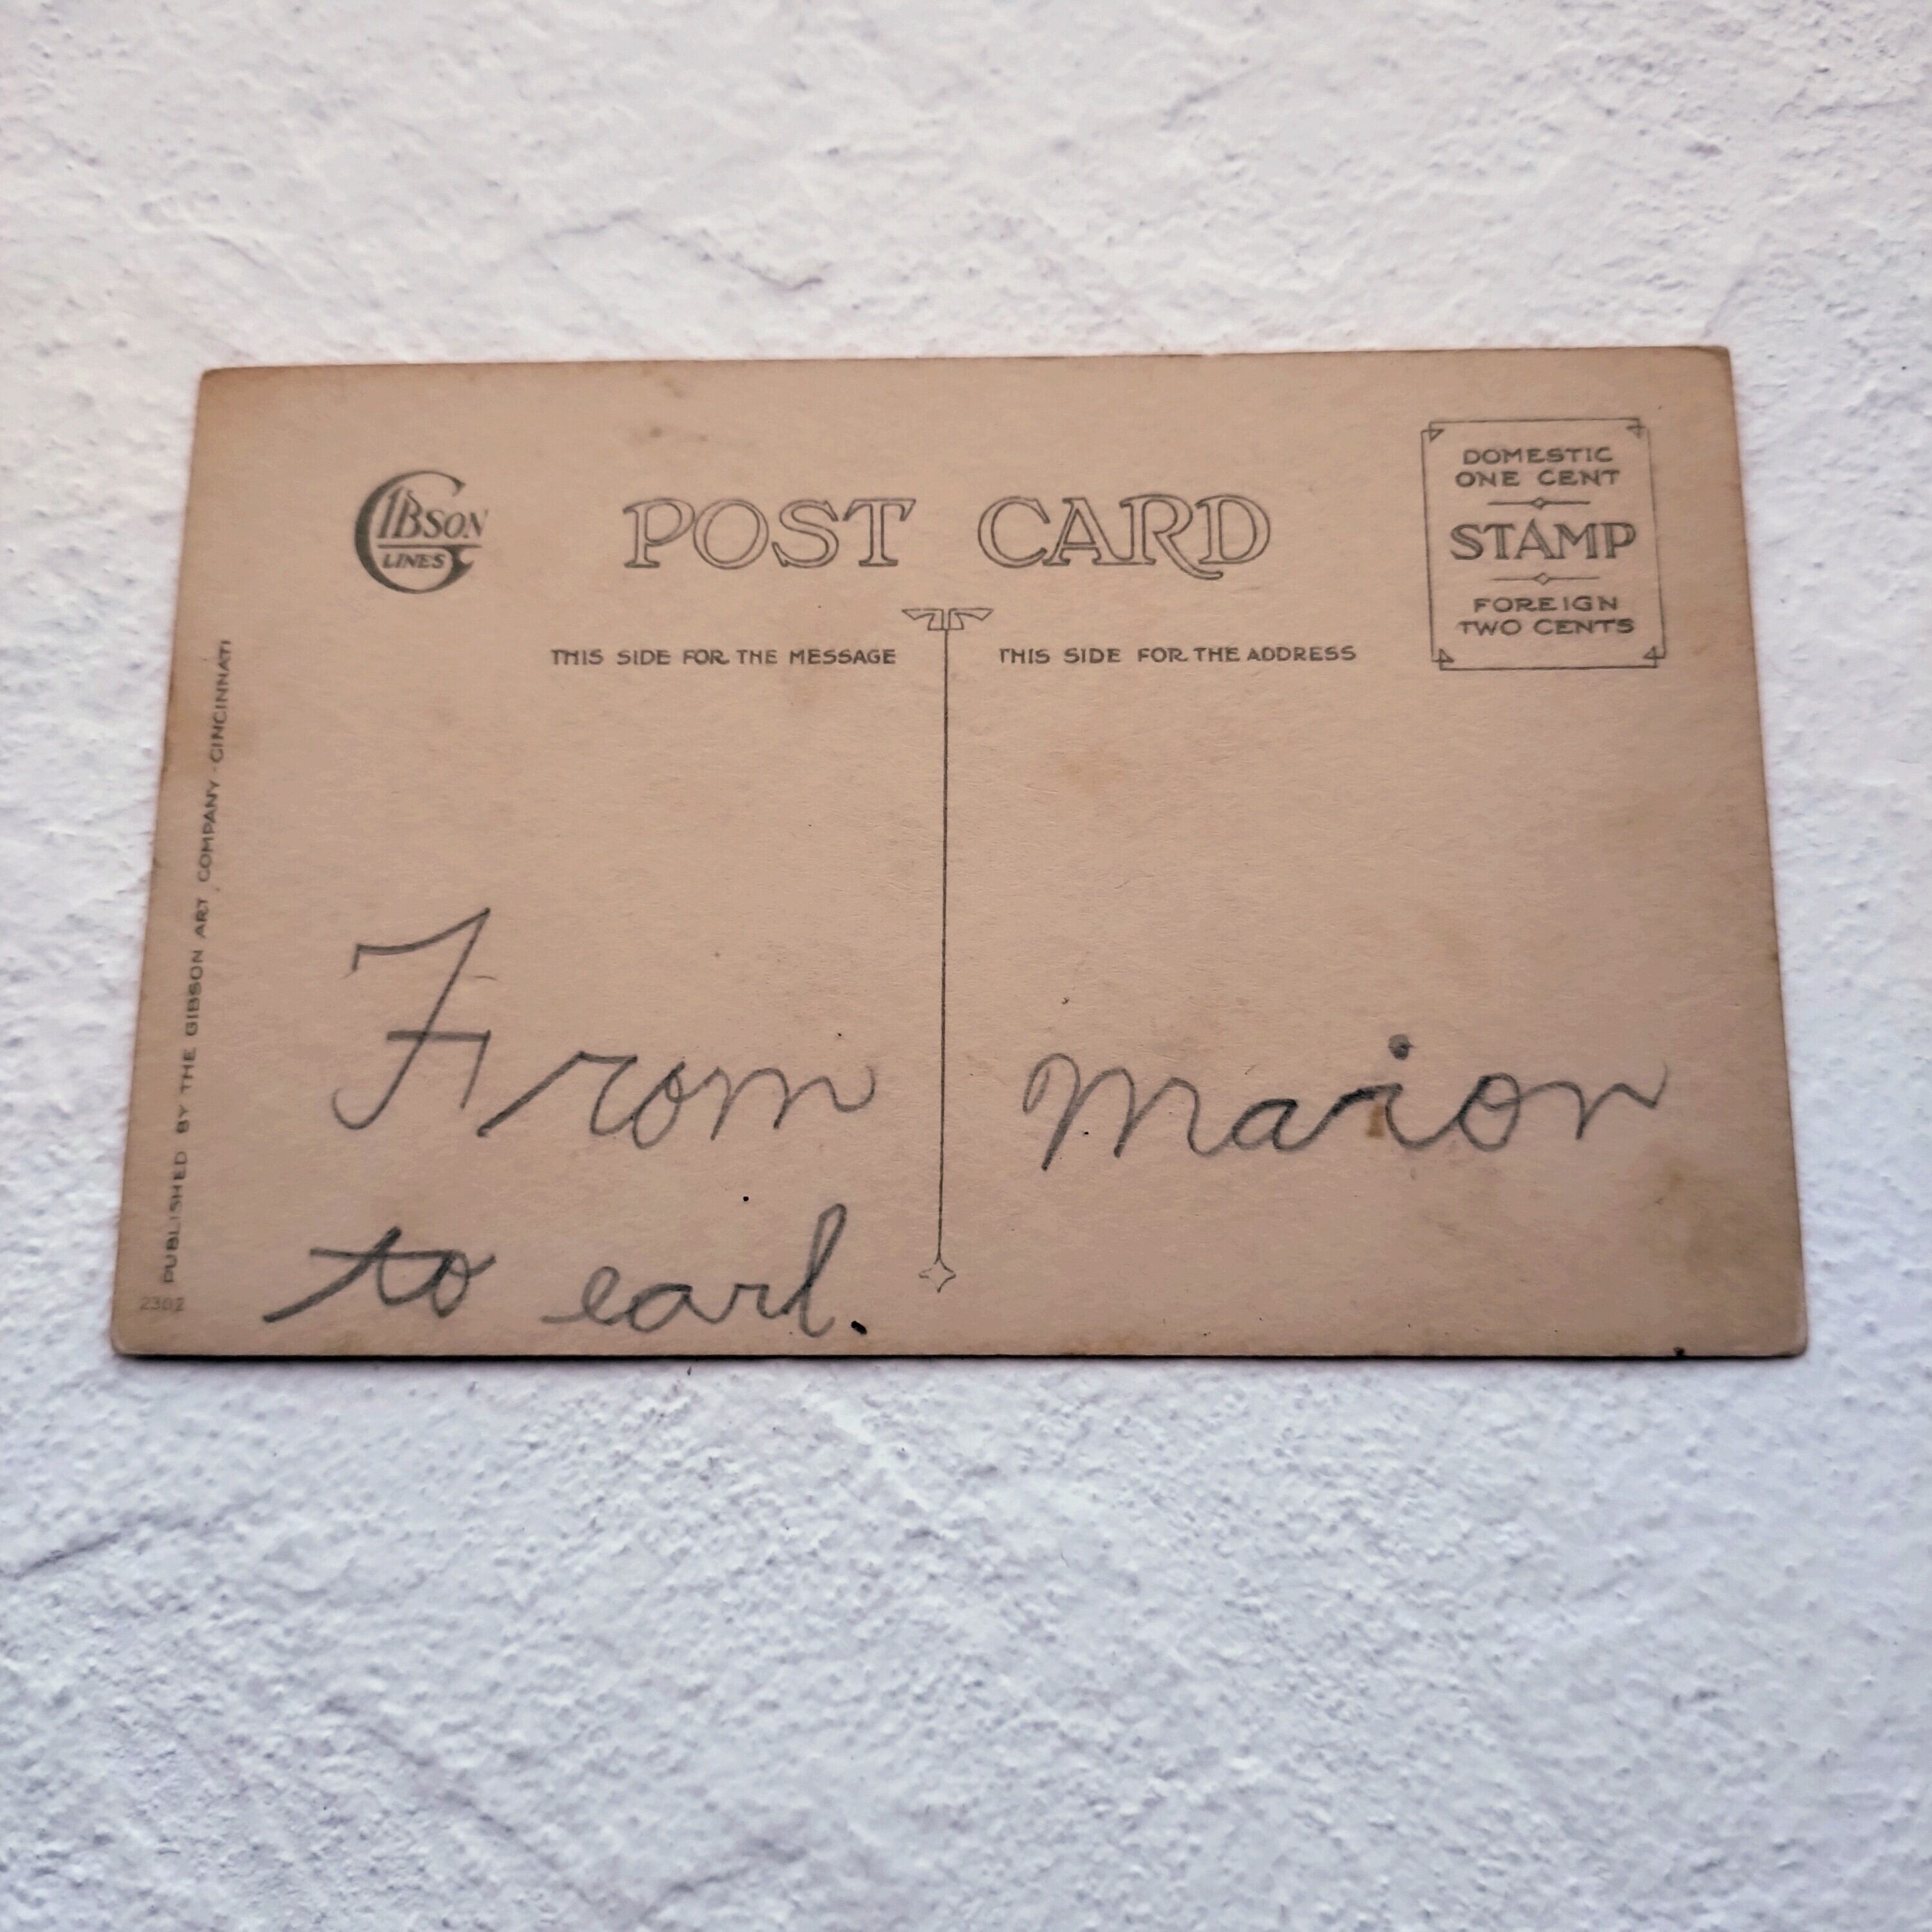 GIBSON
LINES
POST CARD
DOMESTIC
ONE CENT
STAMP
FOREIGN
TWO CENTS
THIS SIDE FOR THE MESSAGE
THIS SIDE FOR THE ADDRESS
PUBLISHED BY THE GIBSON ART COMPANY - CINCINNATI
From Marion
to earl.
2302